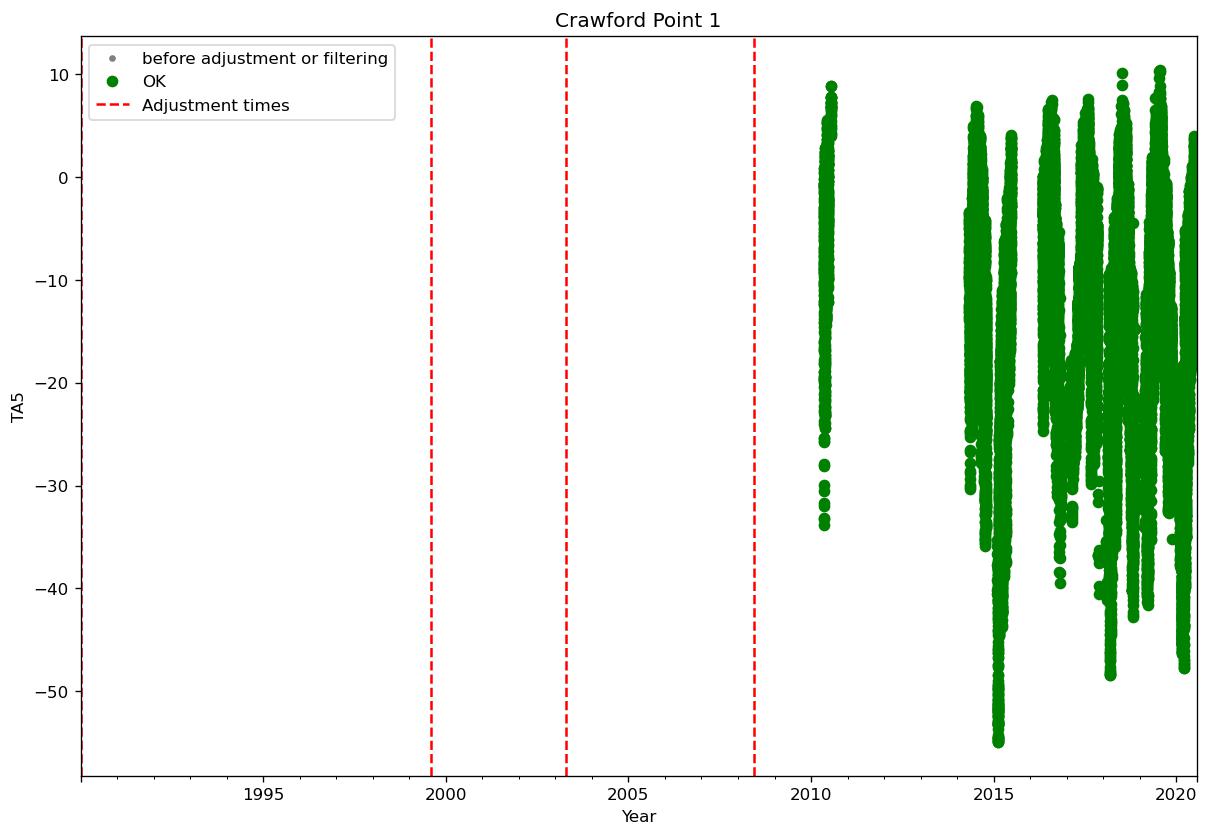 Crawford Point 1
before adjustment or filtering
OK
Adjustment times
10
0
−10
−20
−30
−40
−50
TA5
1995
2000
2005
2010
2015
2020
Year